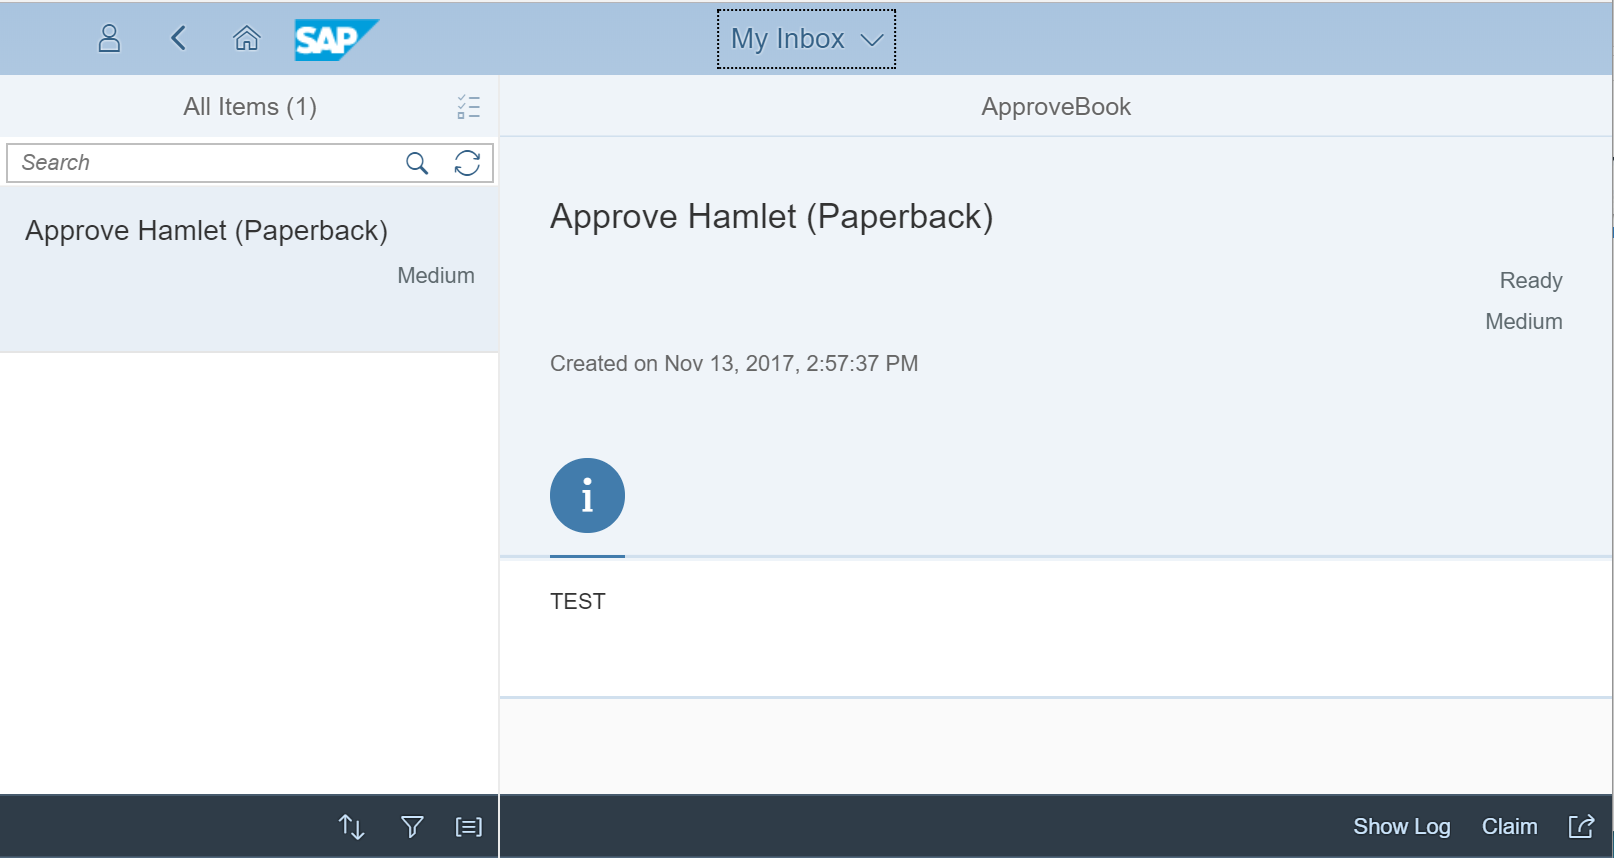 SAP
My Inbox
All Items (1)
ApproveBook
Search
Approve Hamlet (Paperback)
Medium
Approve Hamlet (Paperback)
Ready
Medium
Created on Nov 13, 2017, 2:57:37 PM
i
TEST
Show Log Claim